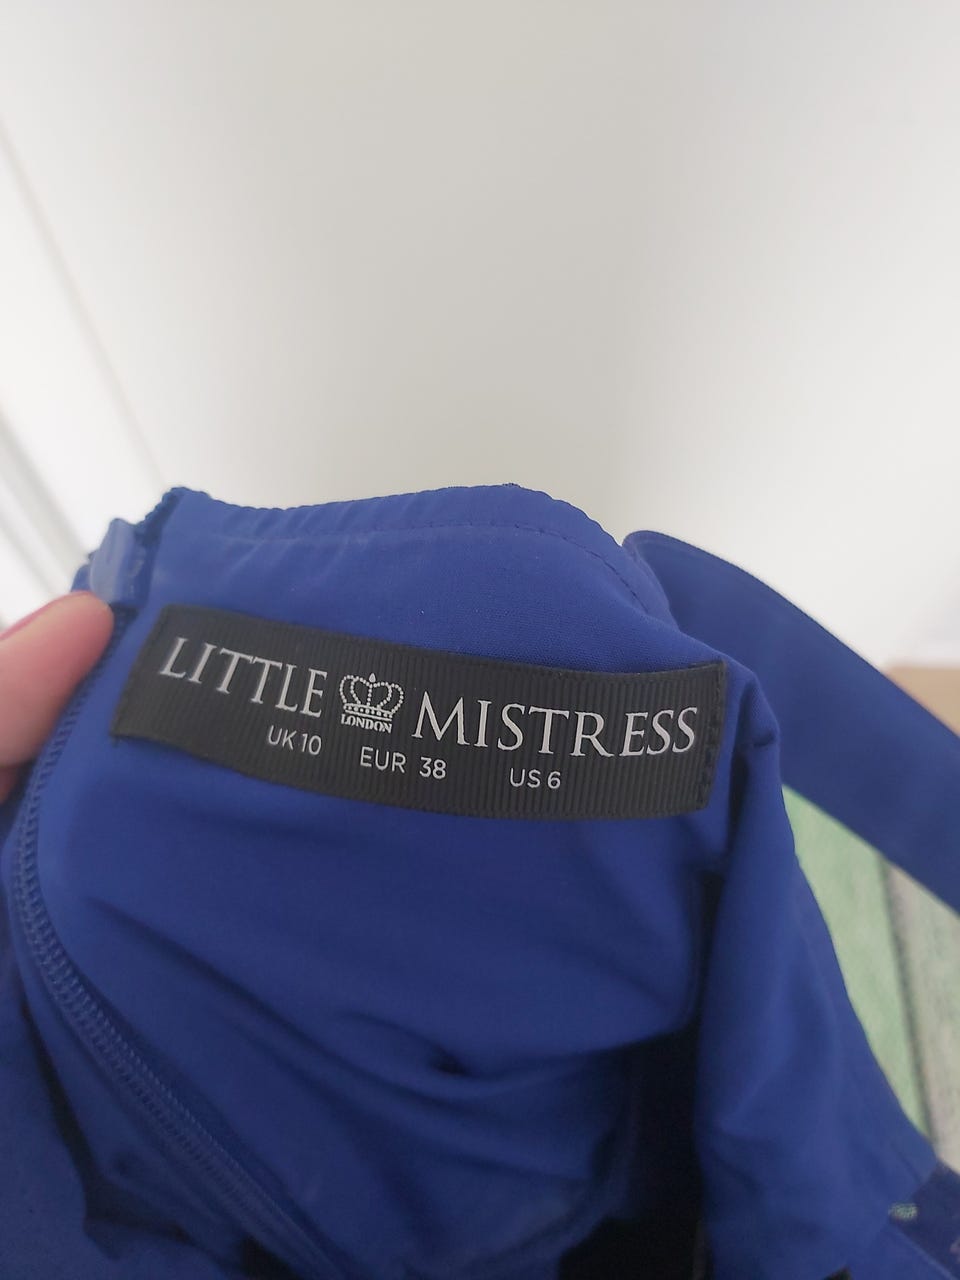 LITTLE LONDON MISTRESS
UK 10 EUR 38 US 6